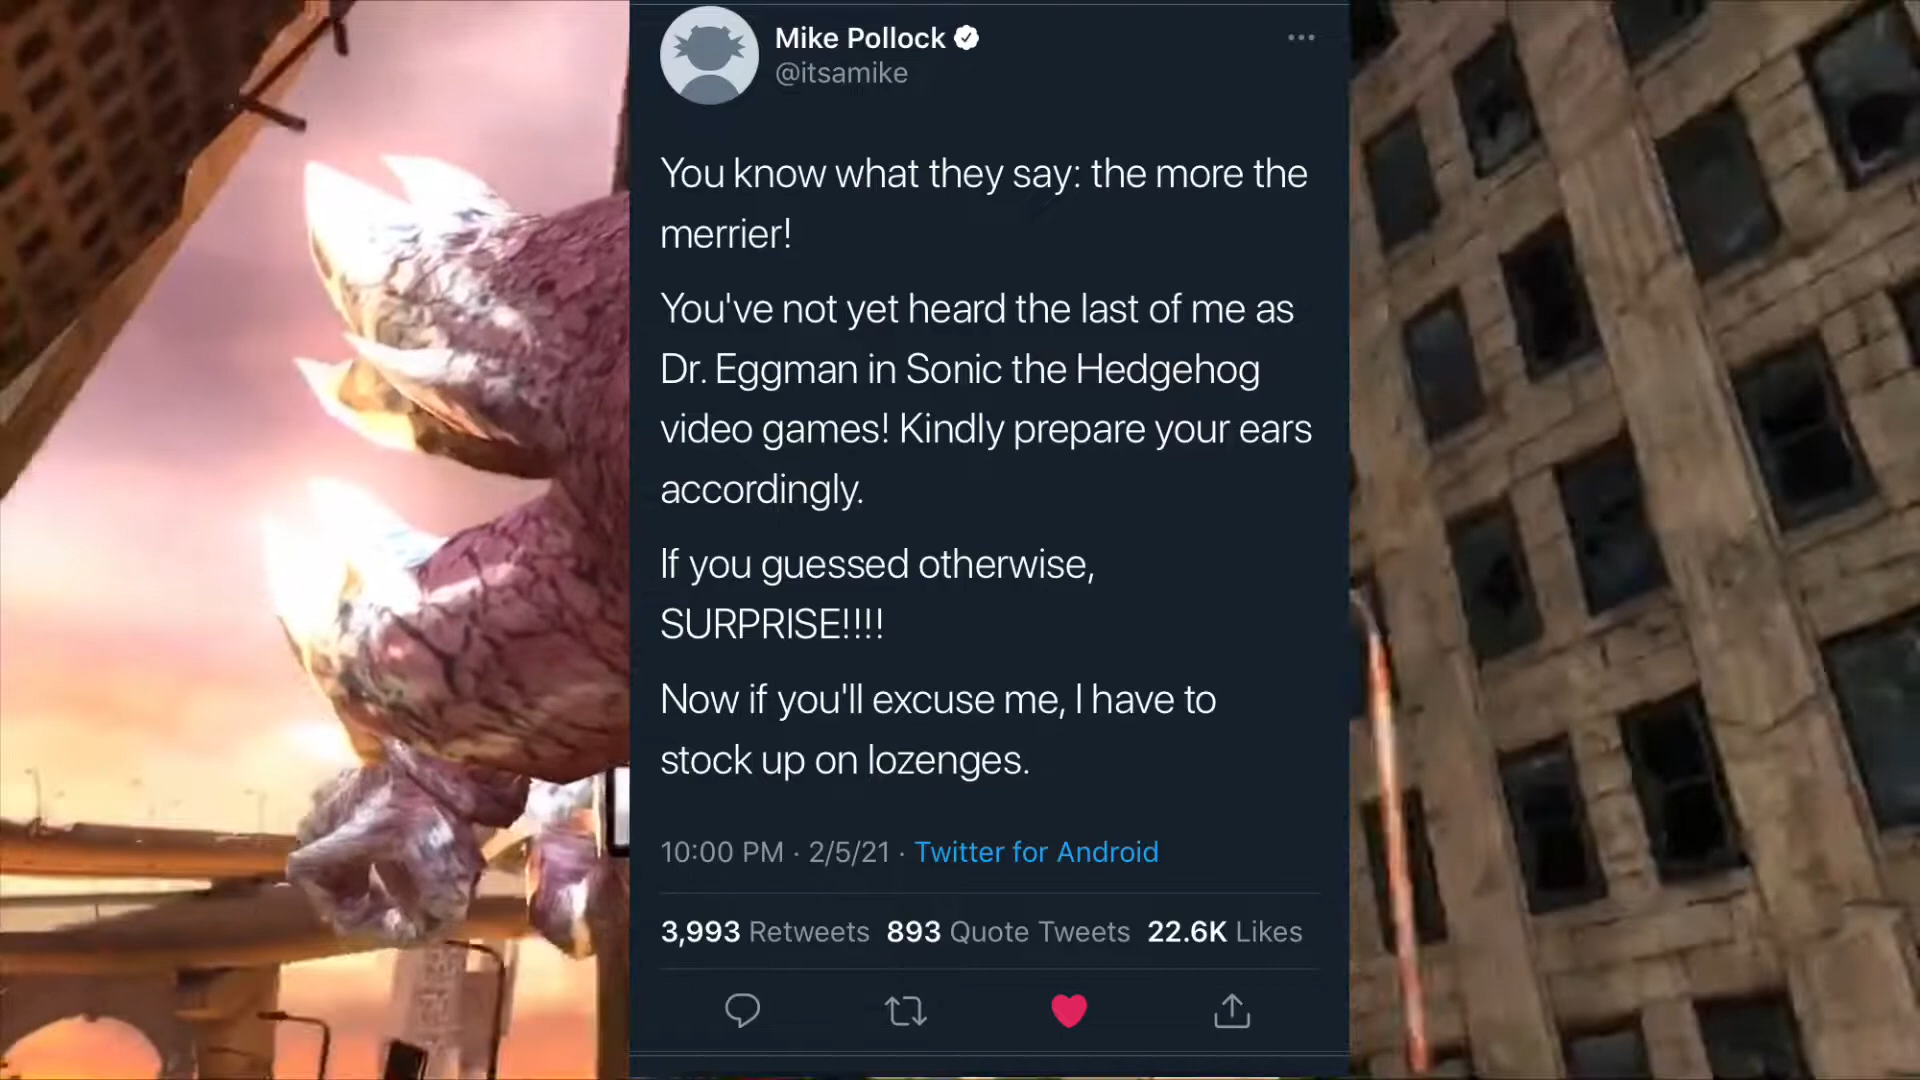 Mike Pollock
@itsamike
You know what they say: the more the
merrier!
You've not yet heard the last of me as
Dr. Eggman in Sonic the Hedgehog
video games! Kindly prepare your ears
accordingly.
If you guessed otherwise,
SURPRISE!!!!
Now if you'll excuse me, I have to
stock up on lozenges.
10:00 PM · 2/5/21 · Twitter for Android
3,993 Retweets 893 Quote Tweets 22.6K Likes